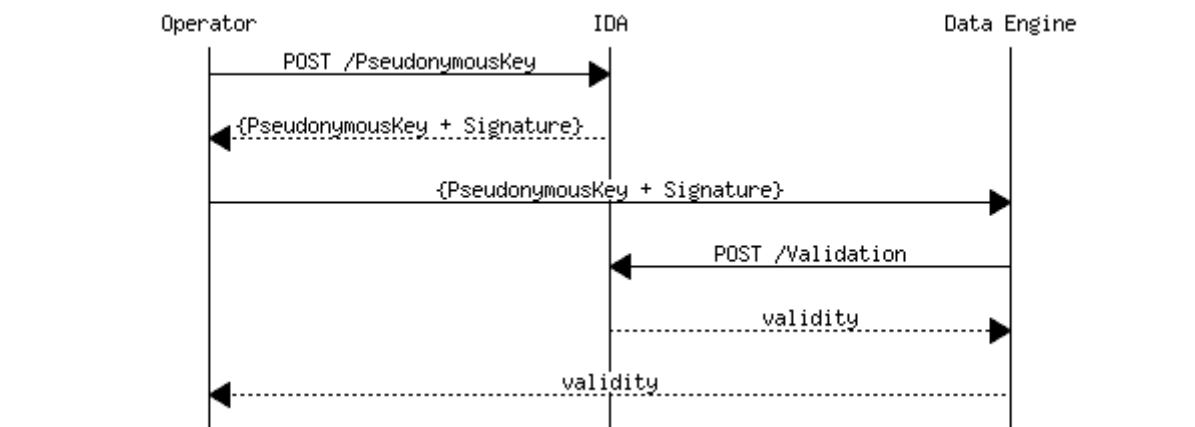 Operator IDA Data Engine
POST /PseudonymousKey
{PseudonymousKey + Signature}
{PseudonymousKey + Signature}
POST /Validation
validity
validity